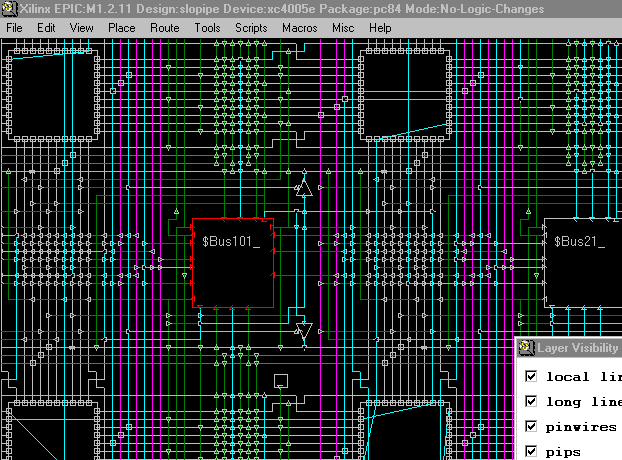 Xilinx EPIC:M1.2.11 Design:slopipe Device:xc4005e Package:pc84 Mode:No-Logic-Changes
File Edit View Place Route Tools Scripts Macros Misc Help
$Bus101_
$Bus21_
Layer Visibility
local lin
long line
pinwires
pips